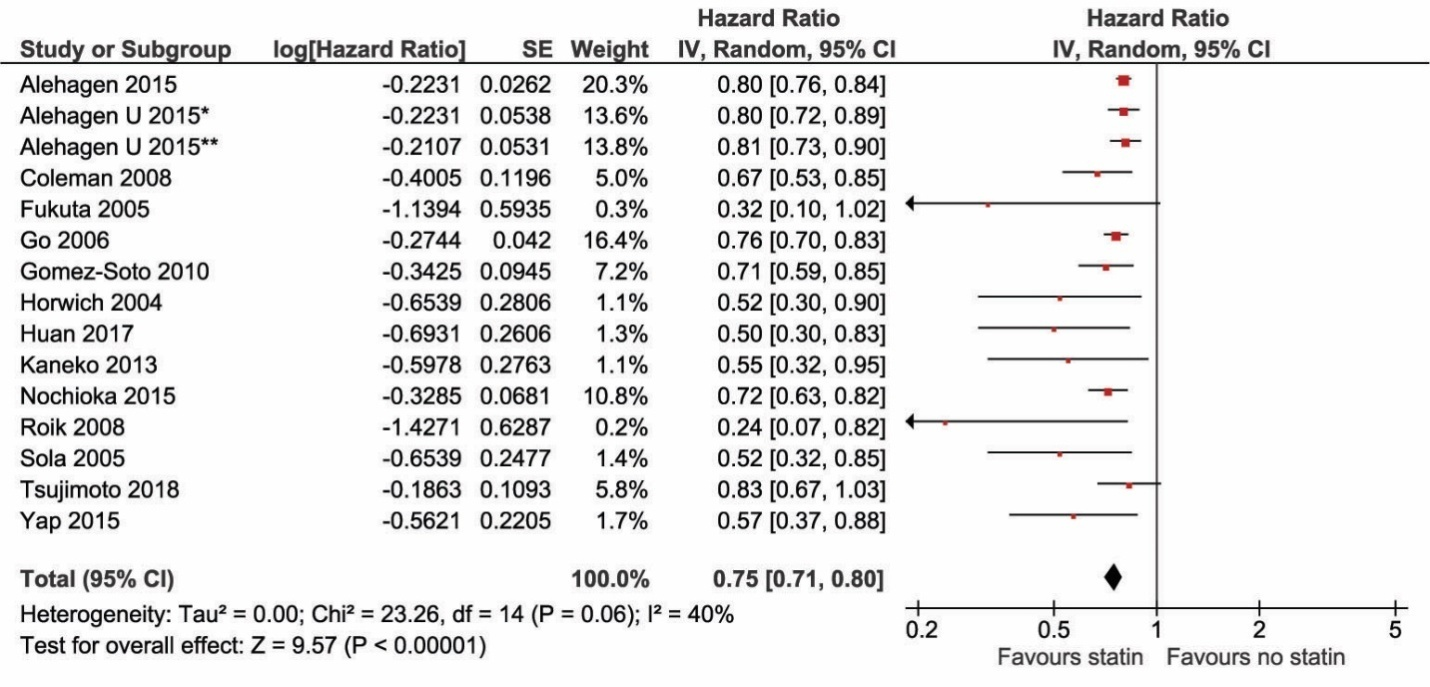 Hazard Ratio Hazard Ratio
Study or Subgroup log[Hazard Ratio] SE Weight IV, Random, 95% CI IV, Random, 95% CI
Alehagen 2015 -0.2231 0.0262 20.3% 0.80 [0.76, 0.84]
Alehagen U 2015* -0.2231 0.0538 13.6% 0.80 [0.72, 0.89]
Alehagen U 2015** -0.2107 0.0531 13.8% 0.81 [0.73, 0.90]
Coleman 2008 -0.4005 0.1196 5.0% 0.67 [0.53, 0.85]
Fukuta 2005 -1.1394 0.5935 0.3% 0.32 [0.10, 1.02]
Go 2006 -0.2744 0.042 16.4% 0.76 [0.70, 0.83]
Gomez-Soto 2010 -0.3425 0.0945 7.2% 0.71 [0.59, 0.85]
Horwich 2004 -0.6539 0.2806 1.1% 0.52 [0.30, 0.90]
Huan 2017 -0.6931 0.2606 1.3% 0.50 [0.30, 0.83]
Kaneko 2013 -0.5978 0.2763 1.1% 0.55 [0.32, 0.95]
Nochioka 2015 -0.3285 0.0681 10.8% 0.72 [0.63, 0.82]
Roik 2008 -1.4271 0.6287 0.2% 0.24 [0.07, 0.82]
Sola 2005 -0.6539 0.2477 1.4% 0.52 [0.32, 0.85]
Tsujimoto 2018 -0.1863 0.1093 5.8% 0.83 [0.67, 1.03]
Yap 2015 -0.5621 0.2205 1.7% 0.57 [0.37, 0.88]
Total (95% CI) 100.0% 0.75 [0.71, 0.80]
Heterogeneity: Tau² = 0.00; Chi² = 23.26, df = 14 (P = 0.06); I² = 40%
Test for overall effect: Z = 9.57 (P < 0.00001)
0.2 0.5 1 2 5
Favours statin Favours no statin